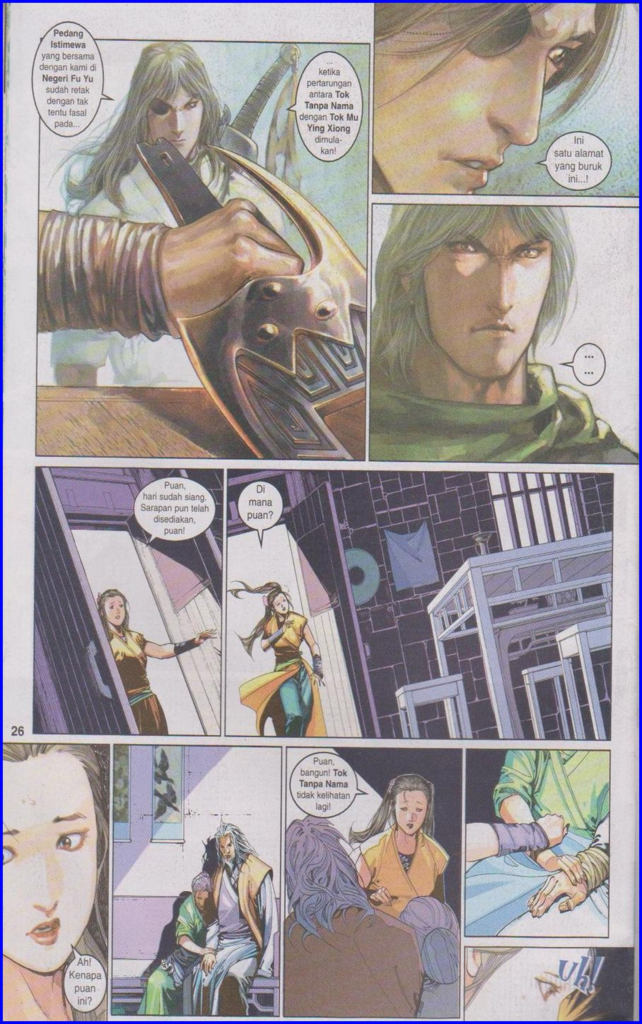 Pedang
Istimewa
yang bersama
dengan kami di
Negeri Fu Yu
sudah retak
dengan tak
tentu fasal
pada...
...
ketika
pertarungan
antara Tok
Tanpa Nama
dengan Tok Mu
Ying Xiong
dimula-
kan!
Ini
satu alamat
yang buruk
ini...!
...
...
Puan,
hari sudah siang.
Sarapan pun telah
disediakan,
puan!
Di
mana
puan?
26
Ah!
Kenapa
puan
ini?
Puan,
bangun! Tok
Tanpa Nama
tidak kelihatan
lagi!
Uh!